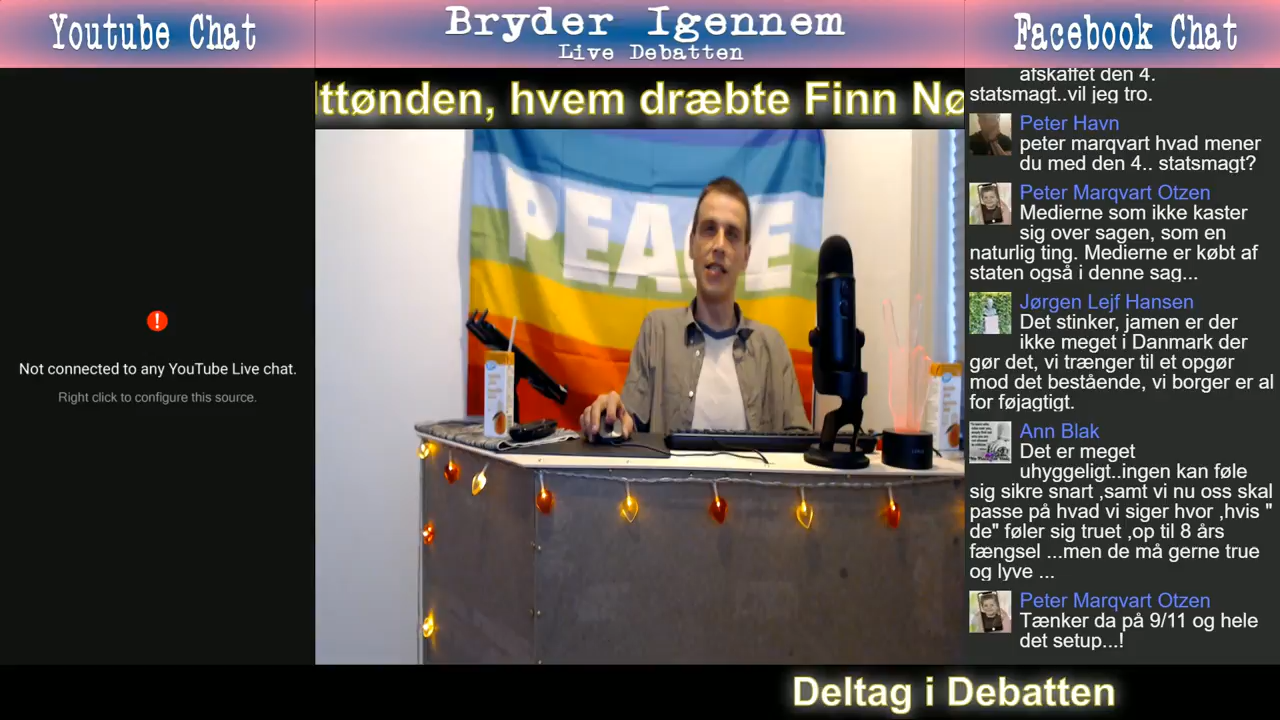 Youtube Chat
Bryder Igennem
Live Debatten
Facebook Chat
Not connected to any YouTube Live chat.
Right click to configure this source.
ttønden, hvem dræbte Finn Nø
PEACE
afskaffet den 4.
statsmagt..vil jeg tro.
Peter Havn
peter marqvart hvad mener
du med den 4.. statsmagt?
Peter Marqvart Otzen
Medierne som ikke kaster
sig over sagen, som en
naturlig ting. Medierne er købt af
staten også i denne sag...
Jørgen Lejf Hansen
Det stinker, jamen er der
ikke meget i Danmark der
gør det, vi trænger til et opgør
mod det bestående, vi borger er al
for føjagtigt.
Ann Blak
Det er meget
uhyggeligt..ingen kan føle
sig sikre snart ,samt vi nu oss skal
passe på hvad vi siger hvor ,hvis "
de" føler sig truet ,op til 8 års
fængsel ...men de må gerne true
og lyve ...
Peter Marqvart Otzen
Tænker da på 9/11 og hele
det setup...!
Deltag i Debatten